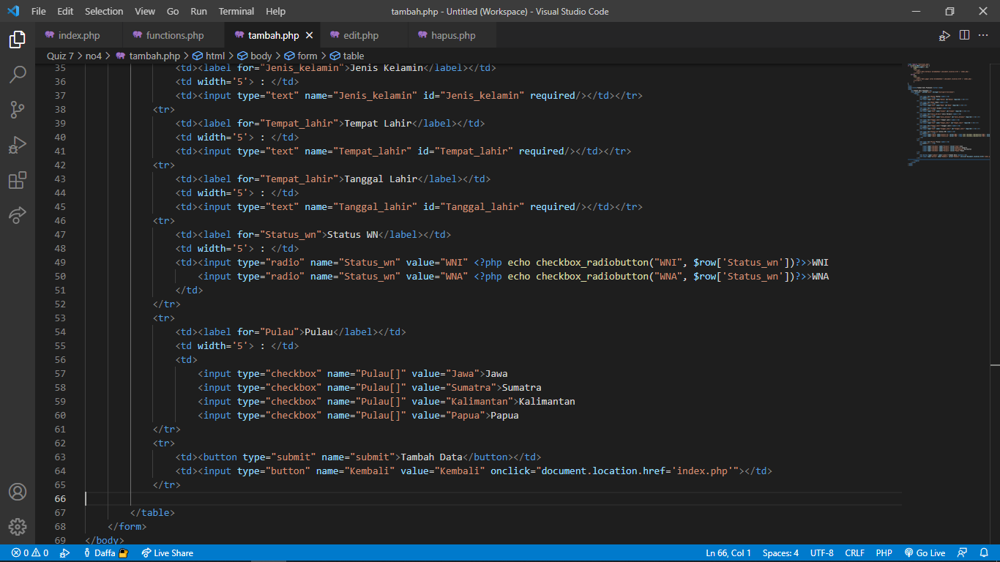 File Edit Selection View Go Run Terminal Help tambah.php - Untitled (Workspace) - Visual Studio Code
index.php functions.php tambah.php edit.php hapus.php
Quiz 7 > no4 > tambah.php > html > body > form > table
35 <td><label for="Jenis_kelamin">Jenis Kelamin</label></td>
36 <td width='5'> : </td>
37 <td><input type="text" name="Jenis_kelamin" id="Jenis_kelamin" required/></td></tr>
38 <tr>
39 <td><label for="Tempat_lahir">Tempat Lahir</label></td>
40 <td width='5'> : </td>
41 <td><input type="text" name="Tempat_lahir" id="Tempat_lahir" required/></td></tr>
42 <tr>
43 <td><label for="Tempat_lahir">Tanggal Lahir</label></td>
44 <td width='5'> : </td>
45 <td><input type="text" name="Tanggal_lahir" id="Tanggal_lahir" required/></td></tr>
46 <tr>
47 <td><label for="Status_wn">Status WN</label></td>
48 <td width='5'> : </td>
49 <td><input type="radio" name="Status_wn" value="WNI" <?php echo checkbox_radiobutton("WNI", $row['Status_wn'])?>>WNI
50 <input type="radio" name="Status_wn" value="WNA" <?php echo checkbox_radiobutton("WNA", $row['Status_wn'])?>>WNA
51 </td>
52 </tr>
53 <tr>
54 <td><label for="Pulau">Pulau</label></td>
55 <td width='5'> : </td>
56 <td>
57 <input type="checkbox" name="Pulau[]" value="Jawa">Jawa
58 <input type="checkbox" name="Pulau[]" value="Sumatra">Sumatra
59 <input type="checkbox" name="Pulau[]" value="Kalimantan">Kalimantan
60 <input type="checkbox" name="Pulau[]" value="Papua">Papua
61 </tr>
62 <tr>
63 <td><button type="submit" name="submit">Tambah Data</button></td>
64 <td><input type="button" name="Kembali" value="Kembali" onclick="document.location.href='index.php'"></td>
65 </tr>
66
67 </table>
68 </form>
69 </body>
0 0 Daffa Live Share Ln 66, Col 1 Spaces: 4 UTF-8 CRLF PHP Go Live